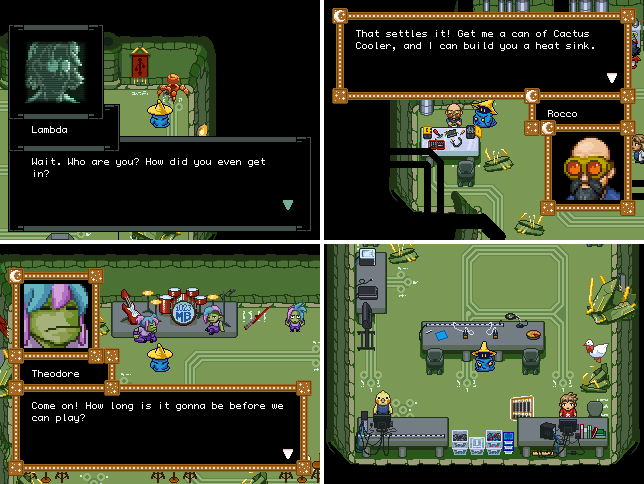 Lambda
Wait. Who are you? How did you even get
in?
That settles it! Get me a can of Cactus
Cooler, and I can build you a heat sink.
Rocco
Theodore
Come on! How long is it gonna be before we
can play?
MB